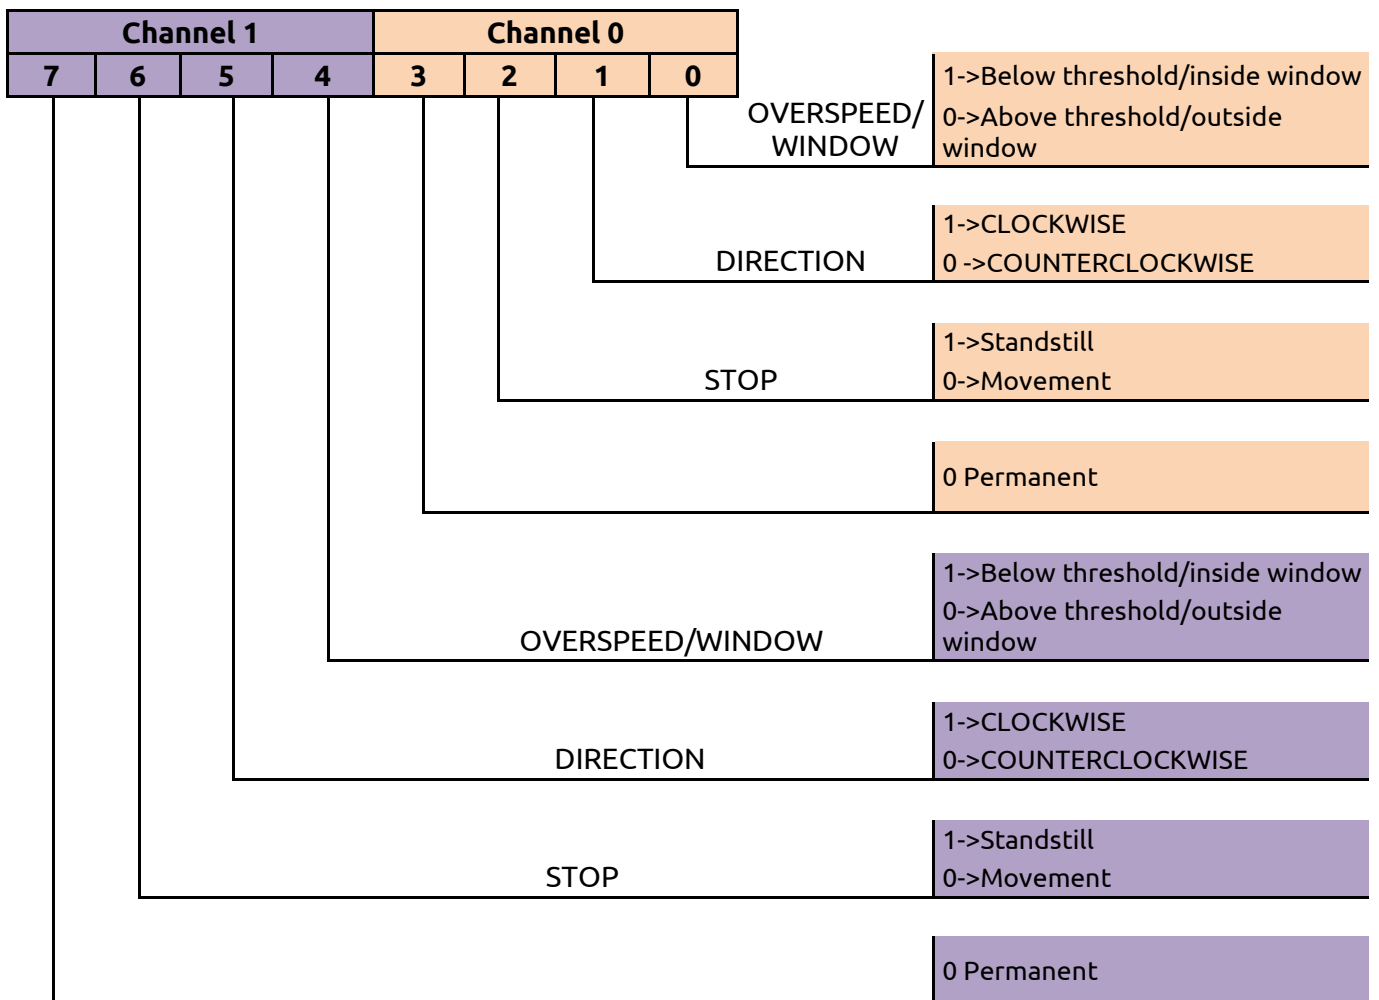 Channel 1 Channel 0
7 6 5 4 3 2 1 0
OVERSPEED/
WINDOW
1->Below threshold/inside window
0->Above threshold/outside
window
DIRECTION
1->CLOCKWISE
0 ->COUNTERCLOCKWISE
STOP
1->Standstill
0->Movement
0 Permanent
OVERSPEED/WINDOW
1->Below threshold/inside window
0->Above threshold/outside
window
DIRECTION
1->CLOCKWISE
0->COUNTERCLOCKWISE
STOP
1->Standstill
0->Movement
0 Permanent